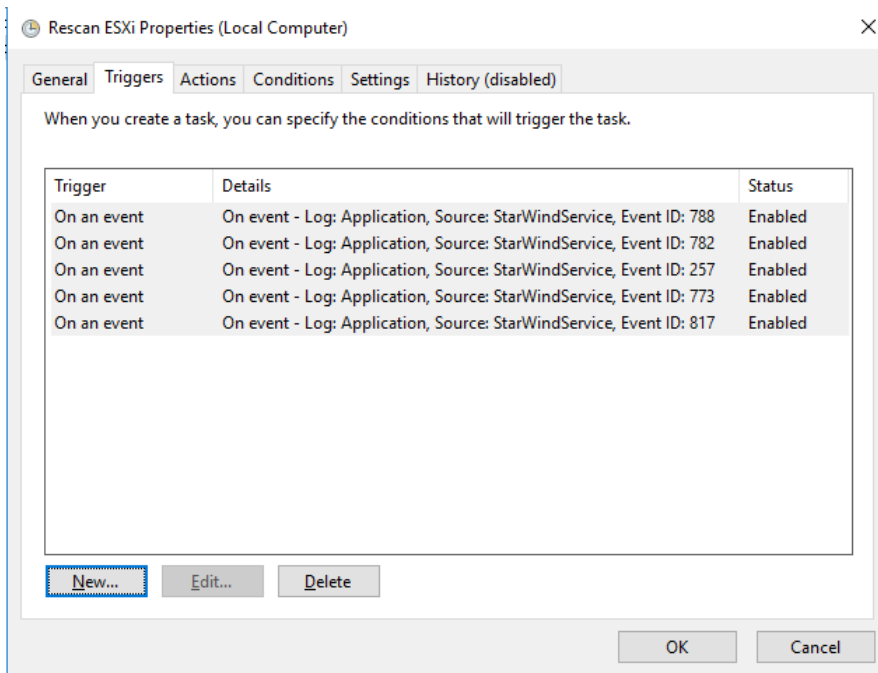 Rescan ESXi Properties (Local Computer)
General Triggers Actions Conditions Settings History (disabled)
When you create a task, you can specify the conditions that will trigger the task.
Trigger Details Status
On an event On event - Log: Application, Source: StarWindService, Event ID: 788 Enabled
On an event On event - Log: Application, Source: StarWindService, Event ID: 782 Enabled
On an event On event - Log: Application, Source: StarWindService, Event ID: 257 Enabled
On an event On event - Log: Application, Source: StarWindService, Event ID: 773 Enabled
On an event On event - Log: Application, Source: StarWindService, Event ID: 817 Enabled
New... Edit... Delete
OK Cancel